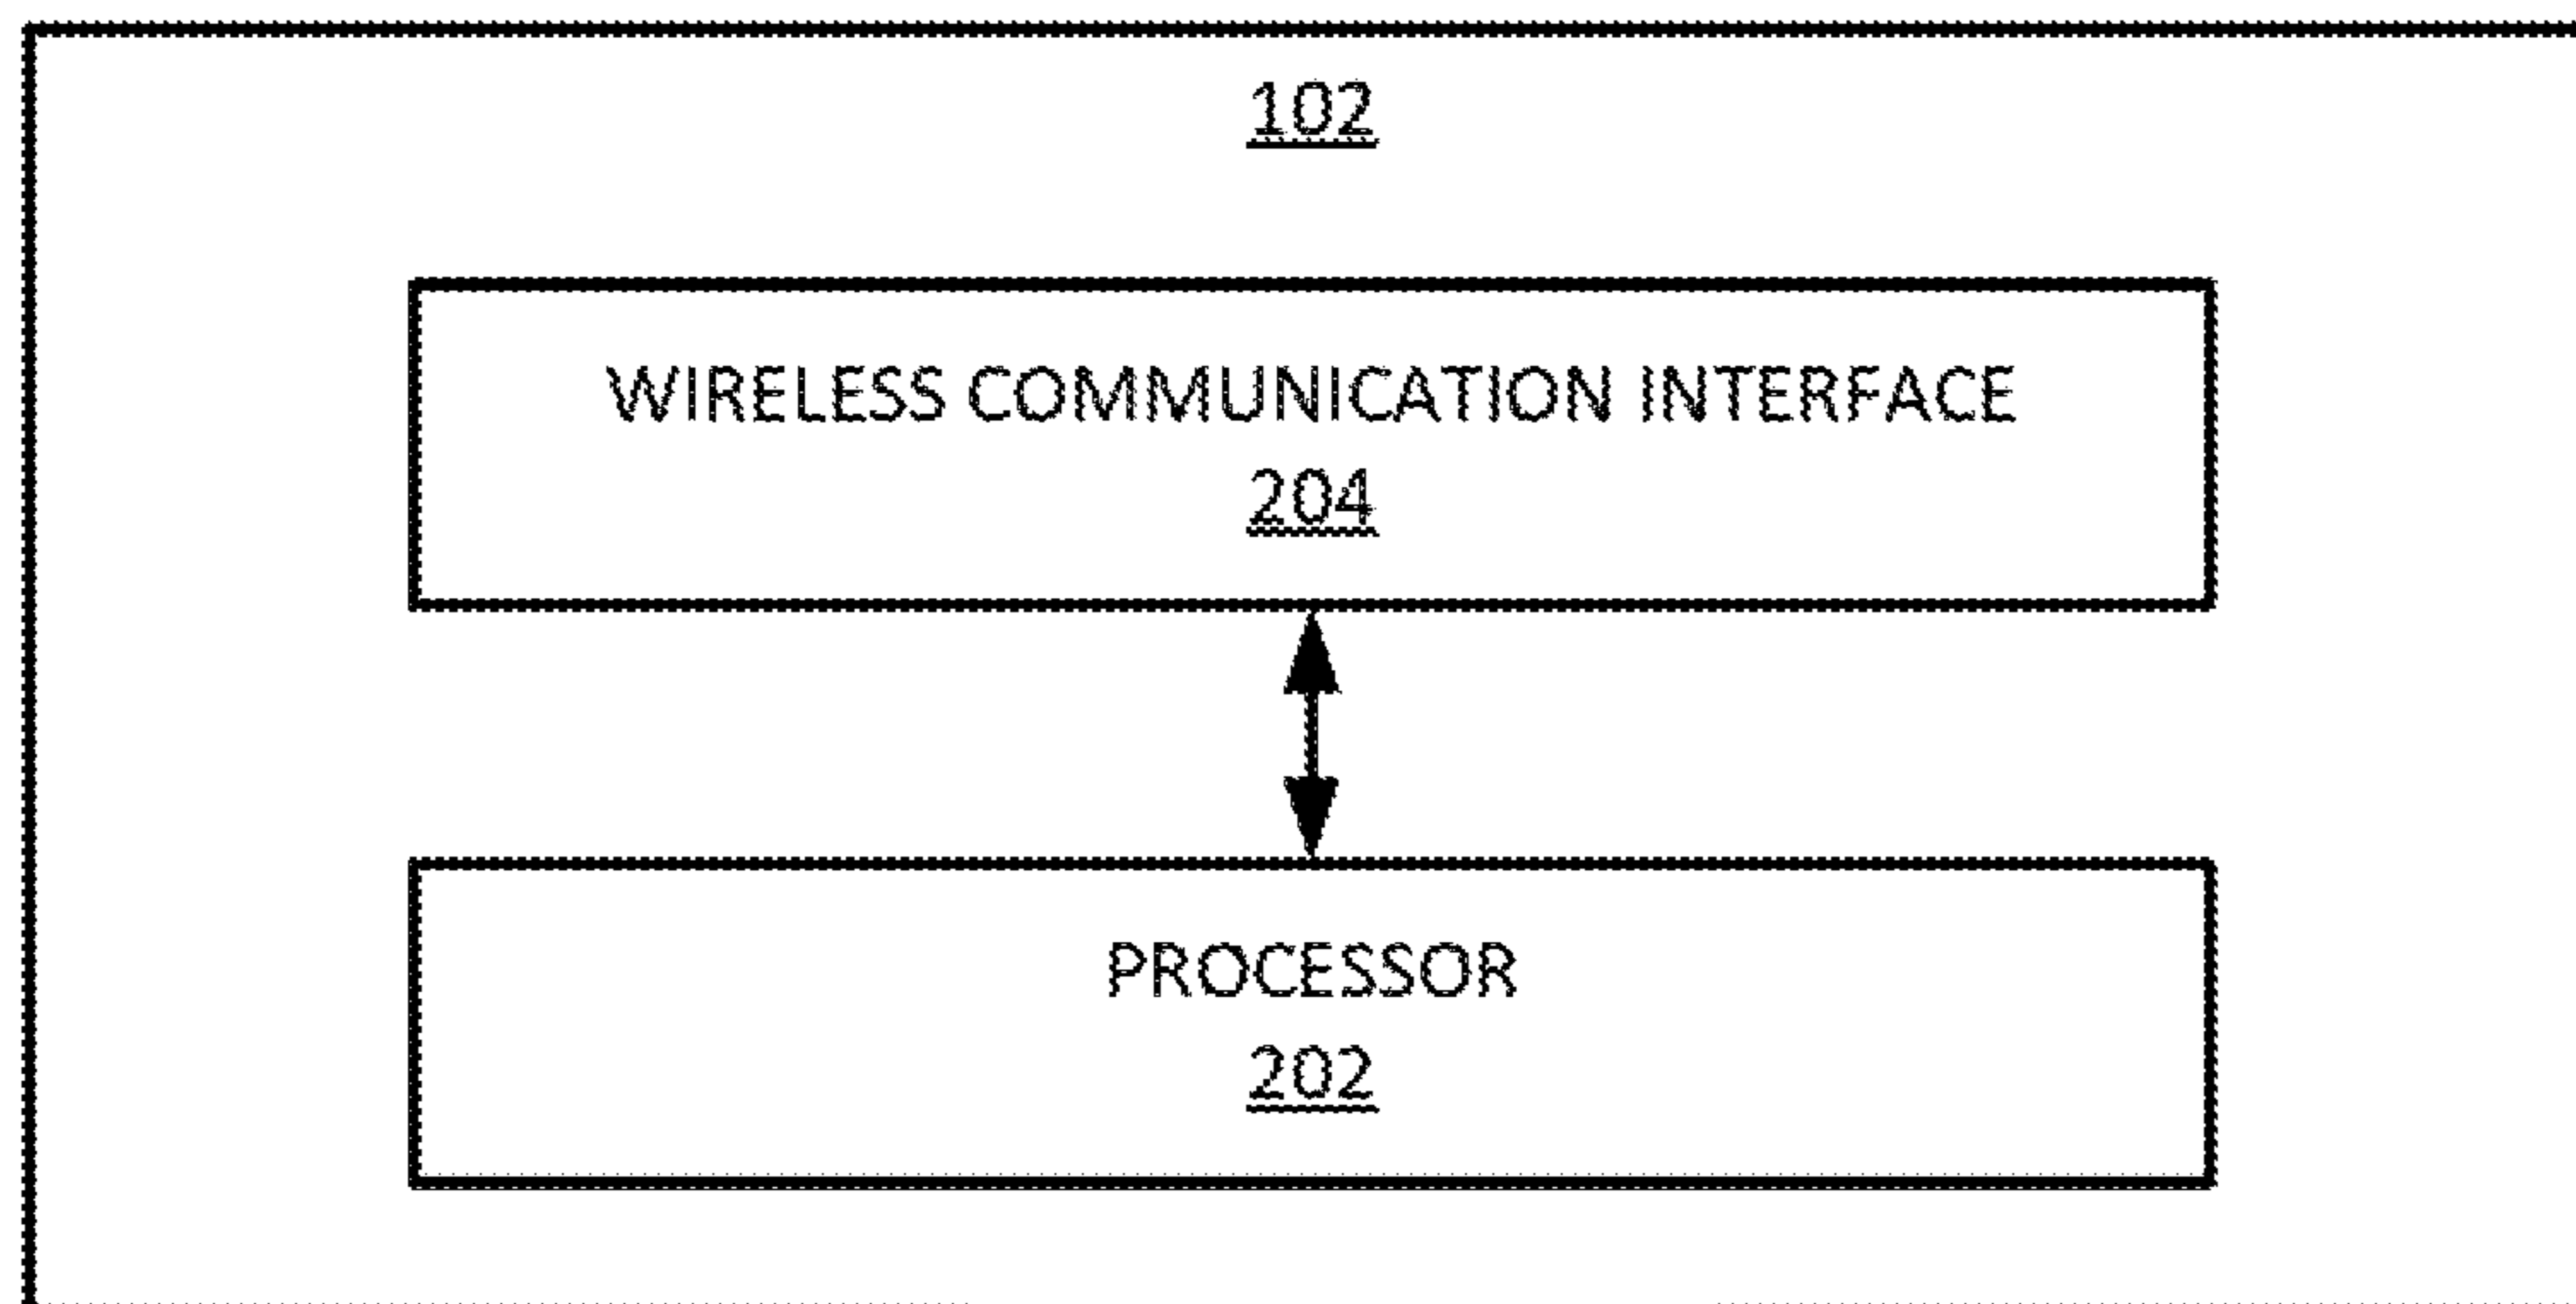 102
WIRELESS COMMUNICATION INTERFACE
204
PROCESSOR
202